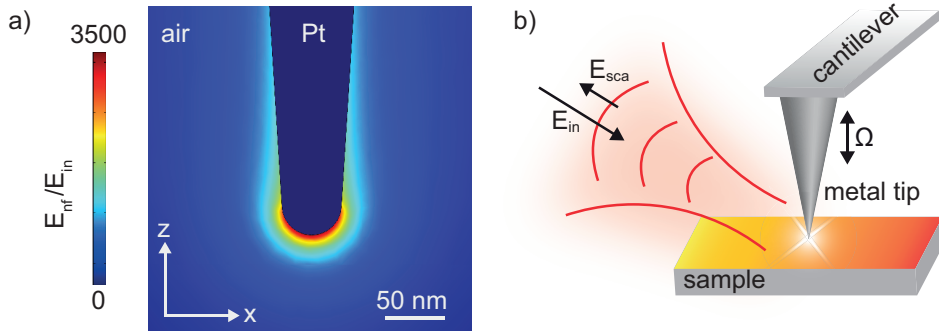 a)
3500
E_nf/E_in
0
air
Pt
z
x
50 nm
b)
cantilever
E_sca
E_in
Ω
metal tip
sample